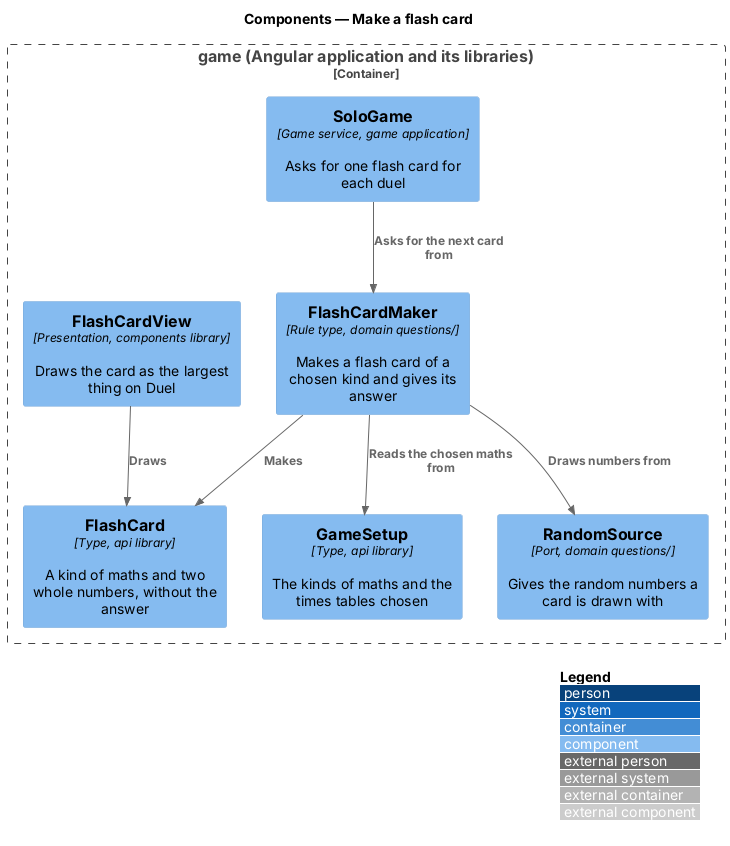 Components — Make a flash card
game (Angular application and its libraries)
[Container]
SoloGame
[Game service, game application]
Asks for one flash card for
each duel
Asks for the next card
from
FlashCardView
[Presentation, components library]
Draws the card as the largest
thing on Duel
FlashCardMaker
[Rule type, domain questions/]
Makes a flash card of a
chosen kind and gives its
answer
Draws
Makes
Reads the chosen maths
from
Draws numbers from
FlashCard
[Type, api library]
A kind of maths and two
whole numbers, without the
answer
GameSetup
[Type, api library]
The kinds of maths and the
times tables chosen
RandomSource
[Port, domain questions/]
Gives the random numbers a
card is drawn with
Legend
person
system
container
component
external person
external system
external container
external component